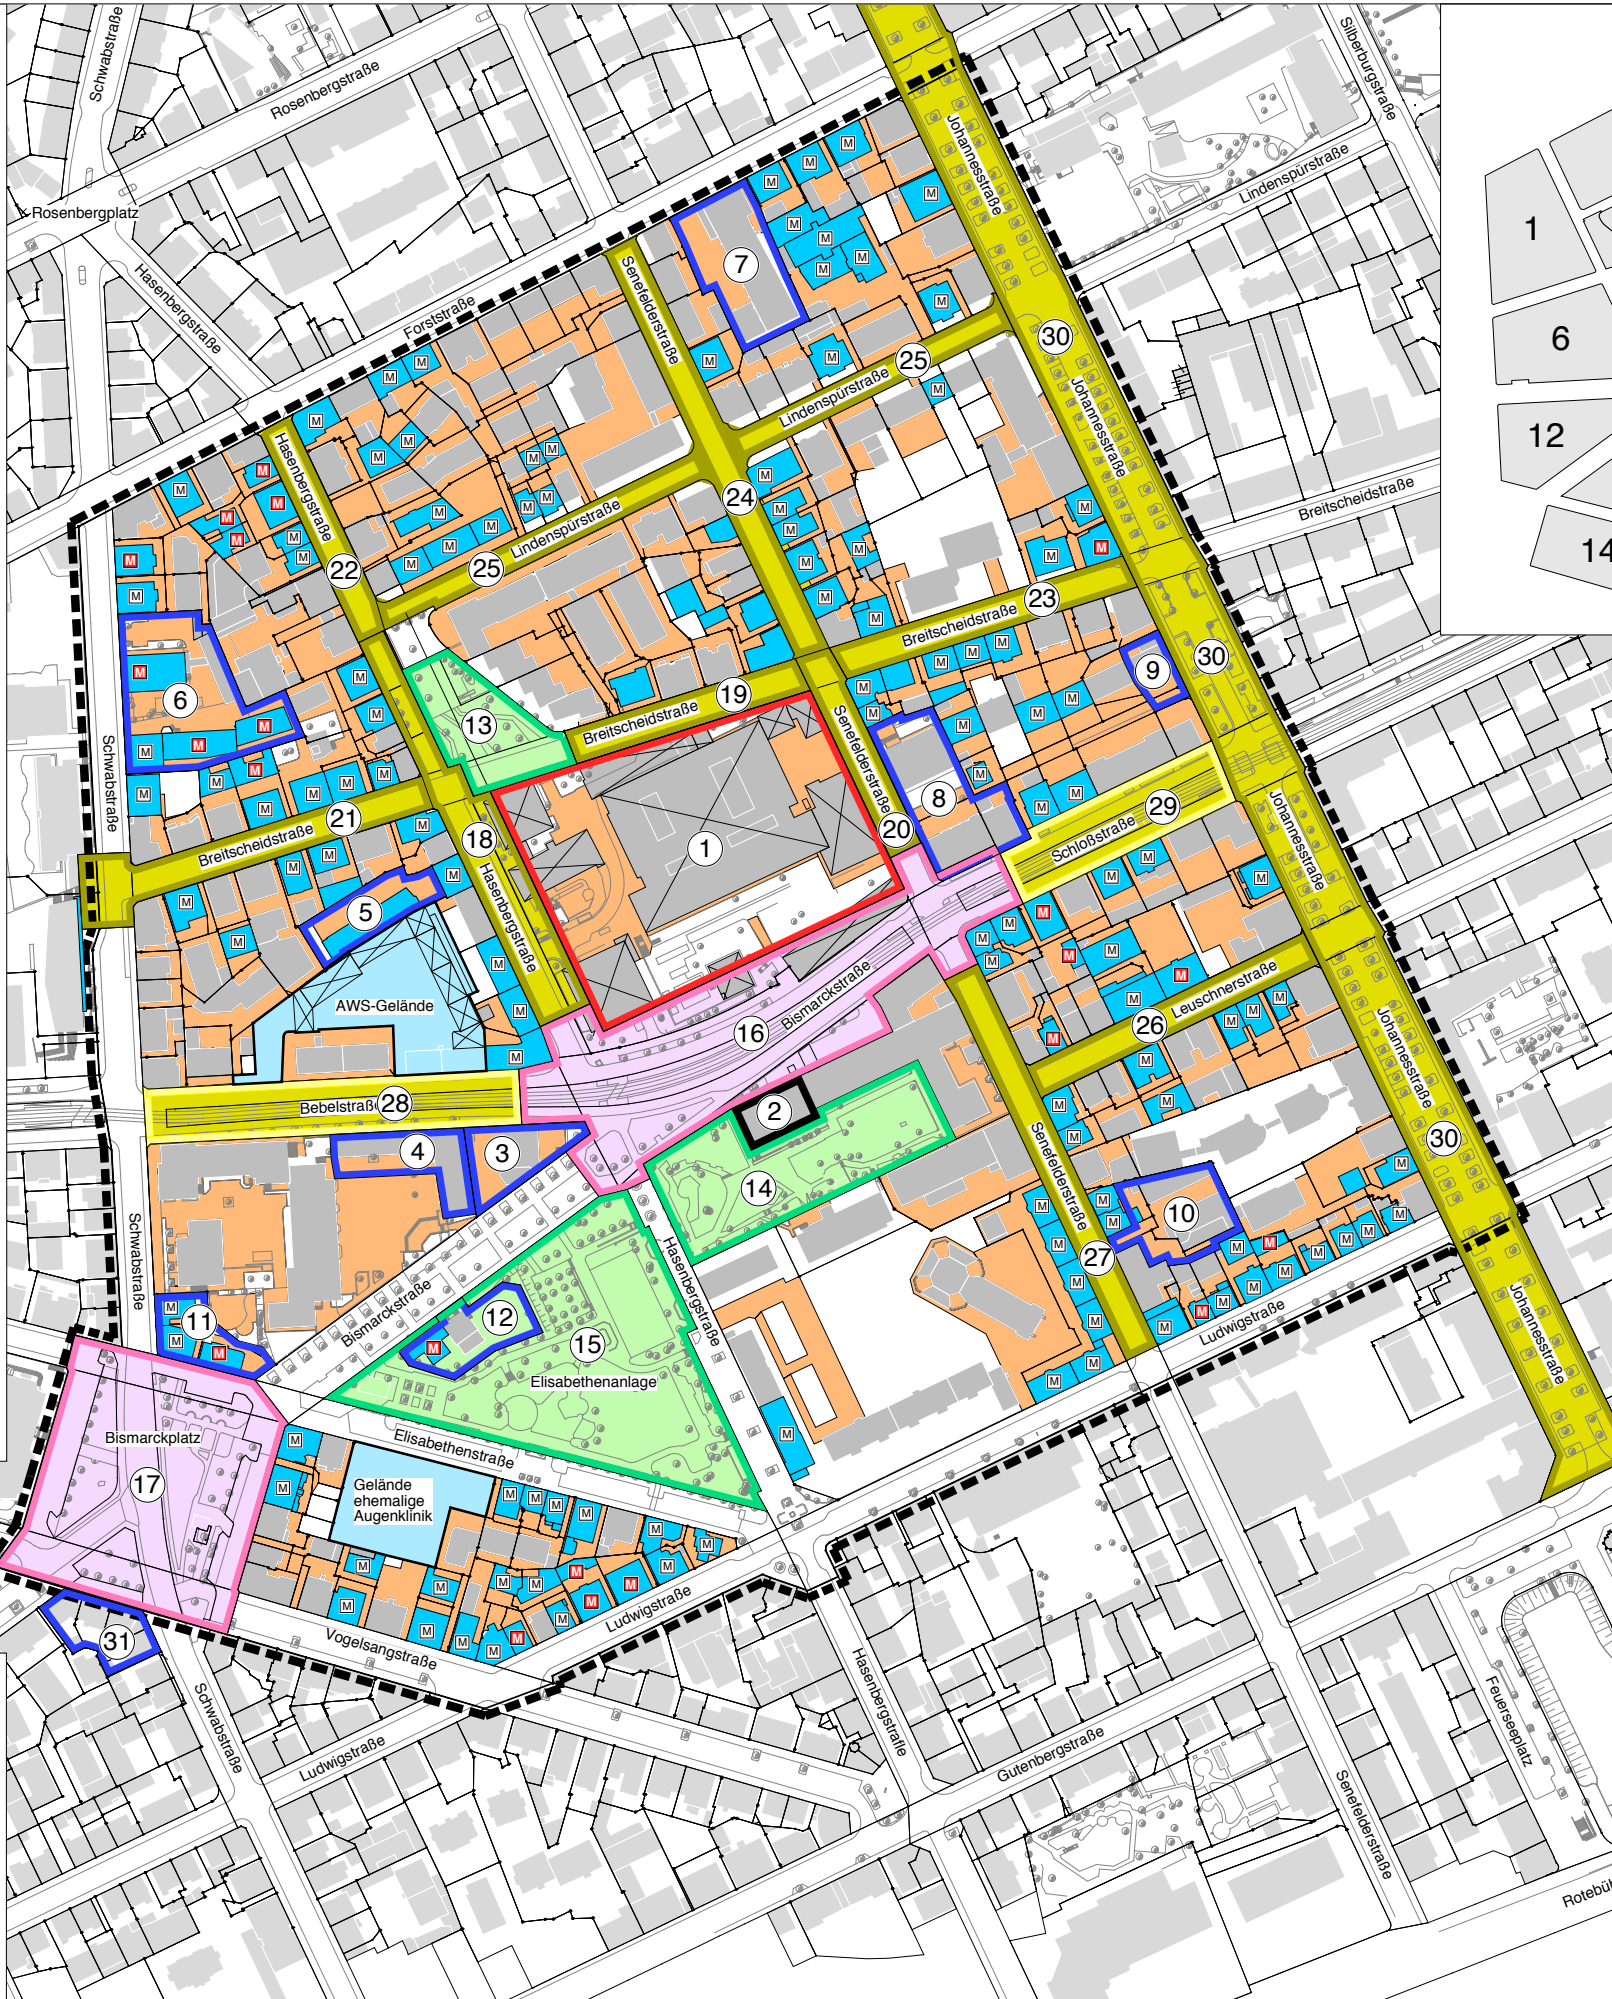 Schwabstraße
Rosenbergstraße
Silberburgstraße
Johannesstraße
Lindenspürstraße
Rosenbergplatz
Hasenbergstraße
Forststraße
Senefelderstraße
7
1
6
12
14
30
25
Lindenspürstraße
Johannesstraße
Hasenbergstraße
24
Lindenspürstraße
25
22
Breitscheidstraße
23
Breitscheidstraße
30
9
6
13
19
Breitscheidstraße
Senefelderstraße
Schwabstraße
21
Breitscheidstraße
18
Hasenbergstraße
1
20
8
29
Schloßstraße
Johannesstraße
5
AWS-Gelände
16
Bismarckstraße
26
Leuschnerstraße
Johannesstraße
Bebelstraße
28
2
4
3
14
Senefelderstraße
30
10
27
Schwabstraße
Hasenbergstraße
Bismarckstraße
11
12
15
Elisabethenanlage
Ludwigstraße
Johannesstraße
Bismarckplatz
17
Elisabethenstraße
Gelände
ehemalige
Augenklinik
Vogelsangstraße
Ludwigstraße
31
Schwabstraße
Ludwigstraße
Hasenbergstraße
Gutenbergstraße
Senefelderstraße
Feuerseeplatz
Rotebüh